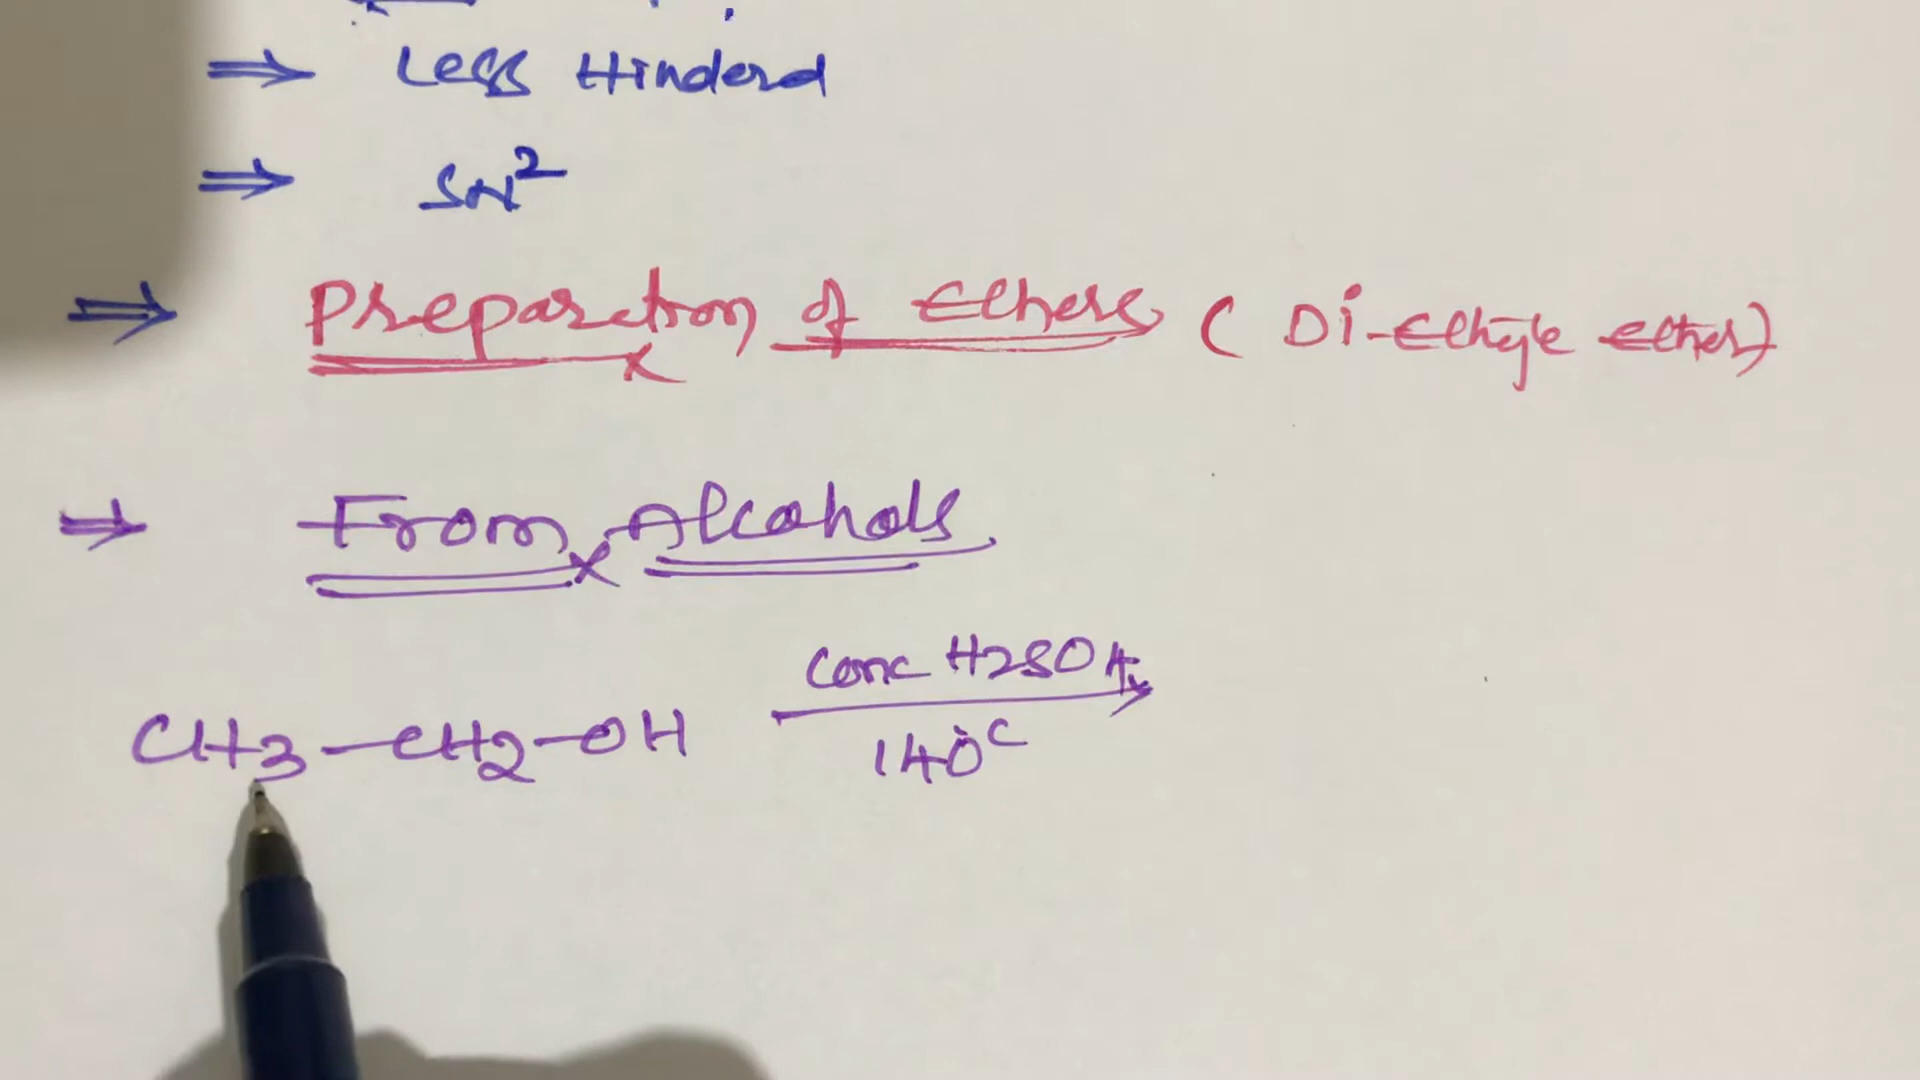 ⇒ Less Hinderd
⇒ SN²
⇒ Preparation of Ethers (Di-Ethyle ether)
⇒ From Alcohols
Conc H2SO4
CH3-CH2-OH
140°C